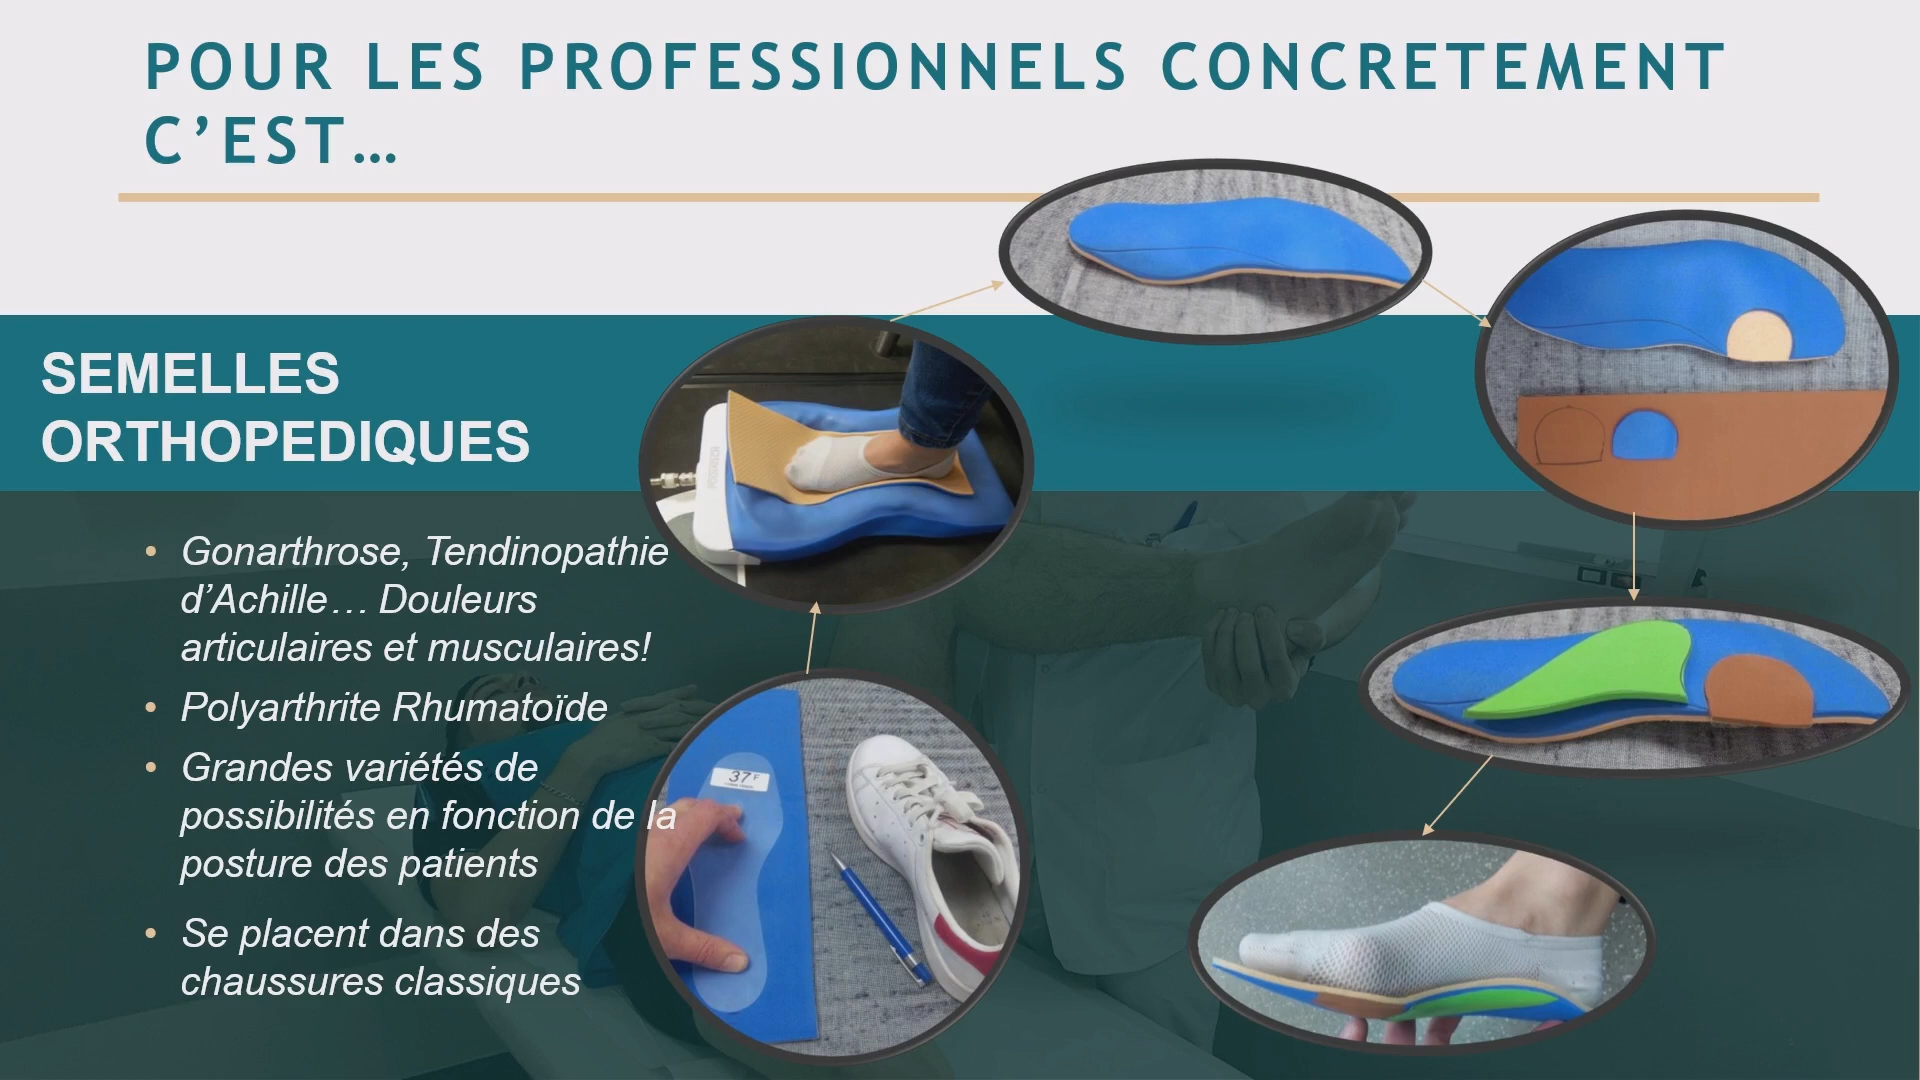 POUR LES PROFESSIONNELS CONCRETEMENT
C’EST…
SEMELLES
ORTHOPEDIQUES
• Gonarthrose, Tendinopathie
d’Achille… Douleurs
articulaires et musculaires!
• Polyarthrite Rhumatoïde
• Grandes variétés de
possibilités en fonction de la
posture des patients
• Se placent dans des
chaussures classiques
37F